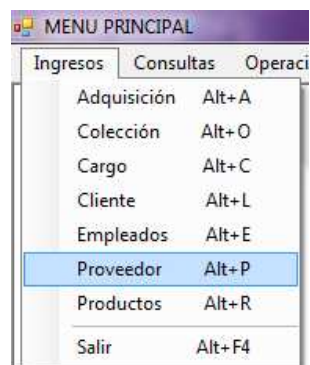 MENU PRINCIPAL
Ingresos Consultas Operaci
Adquisición Alt+A
Colección Alt+O
Cargo Alt+C
Cliente Alt+L
Empleados Alt+E
Proveedor Alt+P
Productos Alt+R
Salir Alt+F4